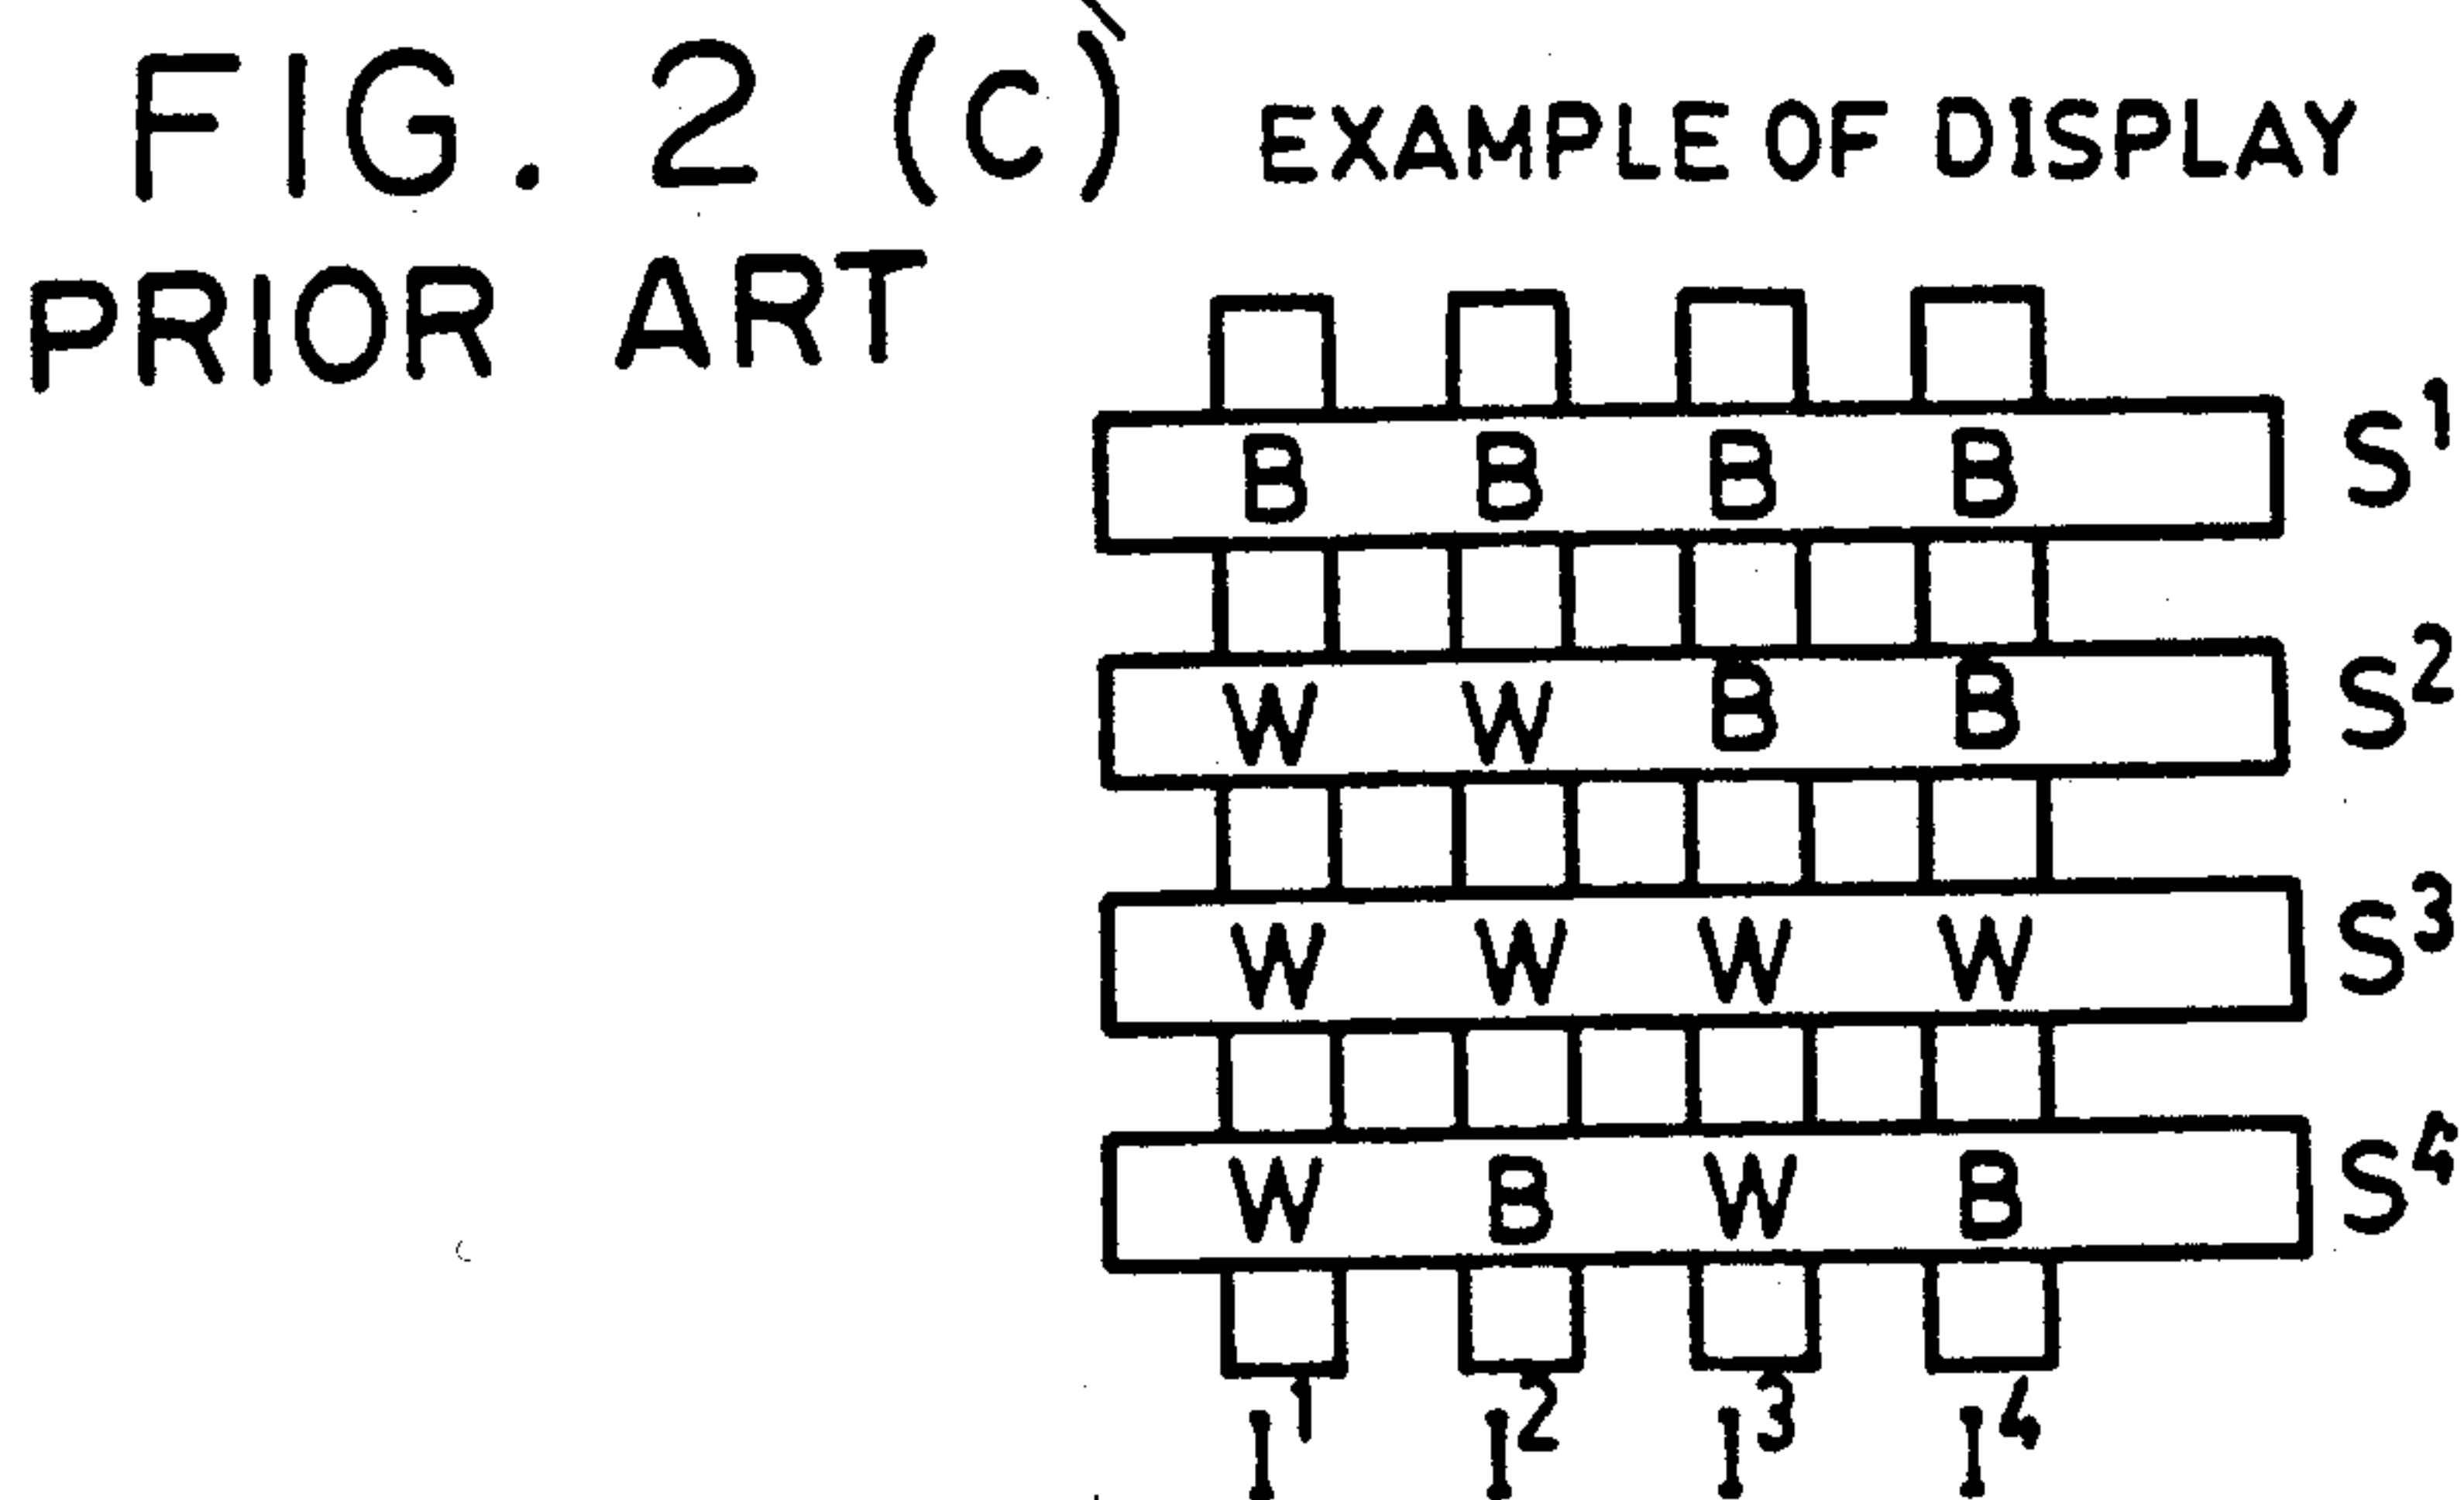 FIG. 2 (c) EXAMPLE OF DISPLAY
PRIOR ART
B B B B S¹
W W B B S²
W W W W S³
W B W B S⁴
I¹ I² I³ I⁴